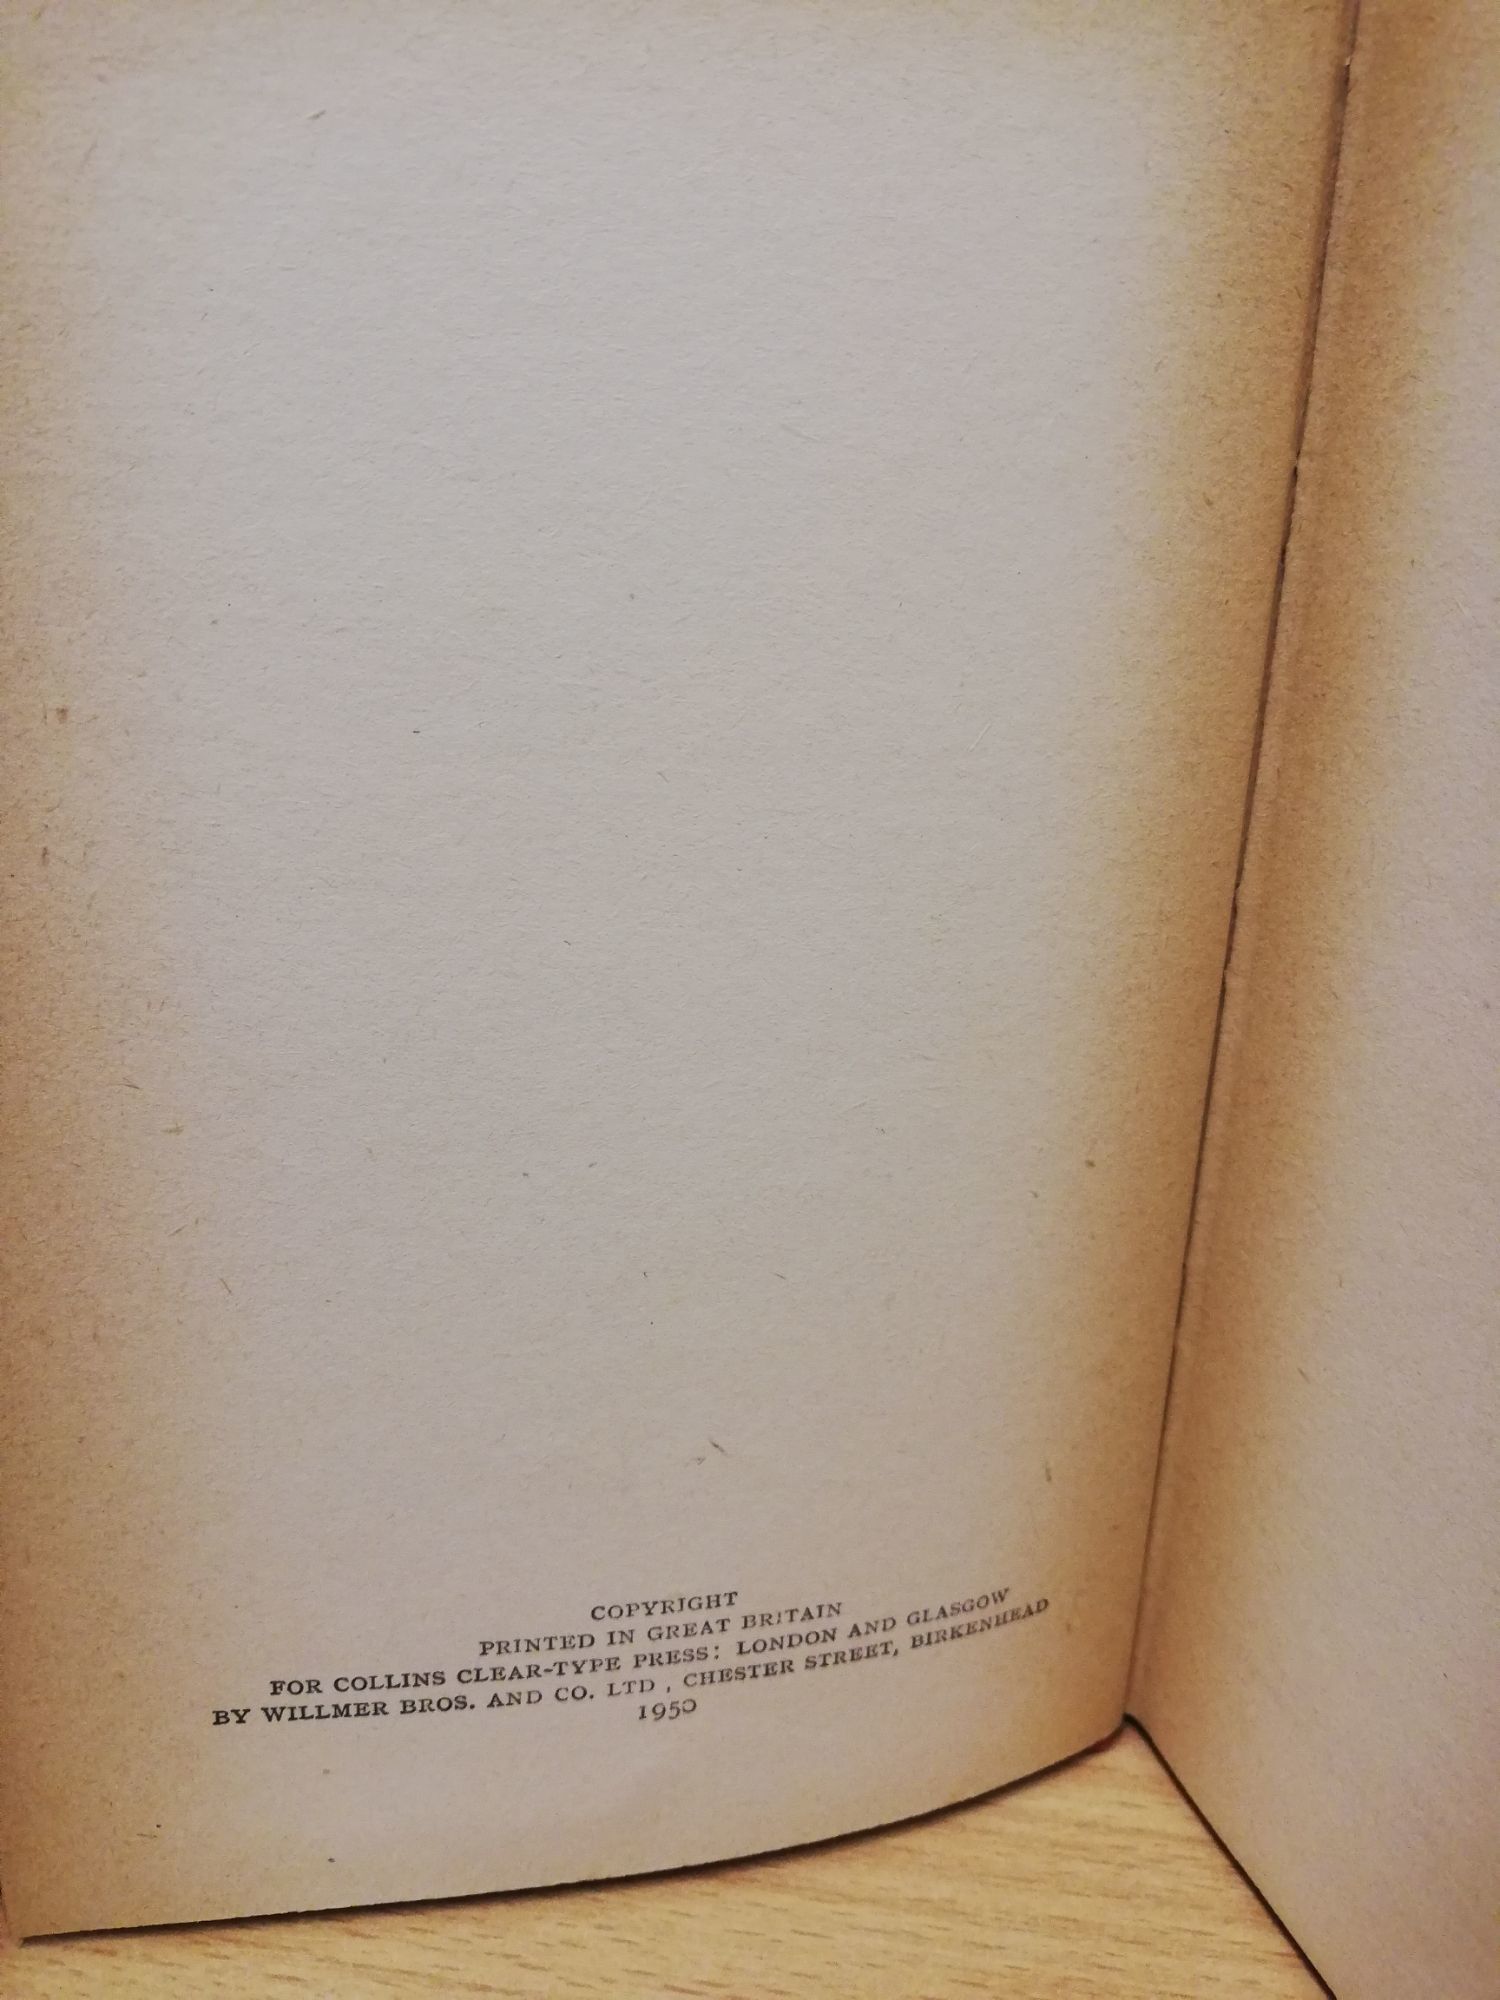 COPYRIGHT
PRINTED IN GREAT BRITAIN
FOR COLLINS CLEAR-TYPE PRESS: LONDON AND GLASGOW
BY WILLMER BROS. AND CO. LTD , CHESTER STREET, BIRKENHEAD
1950